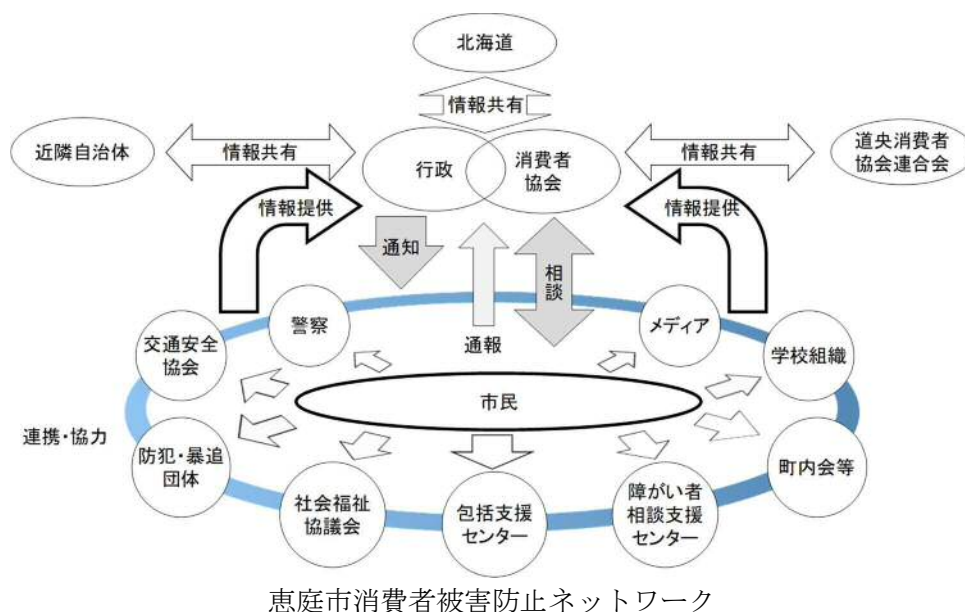 北海道
情報共有
近隣自治体
情報共有
行政
消費者
協会
情報共有
道央消費者
協会連合会
情報提供
情報提供
通知
相談
通報
警察
メディア
交通安全
協会
学校組織
市民
連携・協力
防犯・暴追
団体
町内会等
社会福祉
協議会
包括支援
センター
障がい者
相談支援
センター
恵庭市消費者被害防止ネットワーク